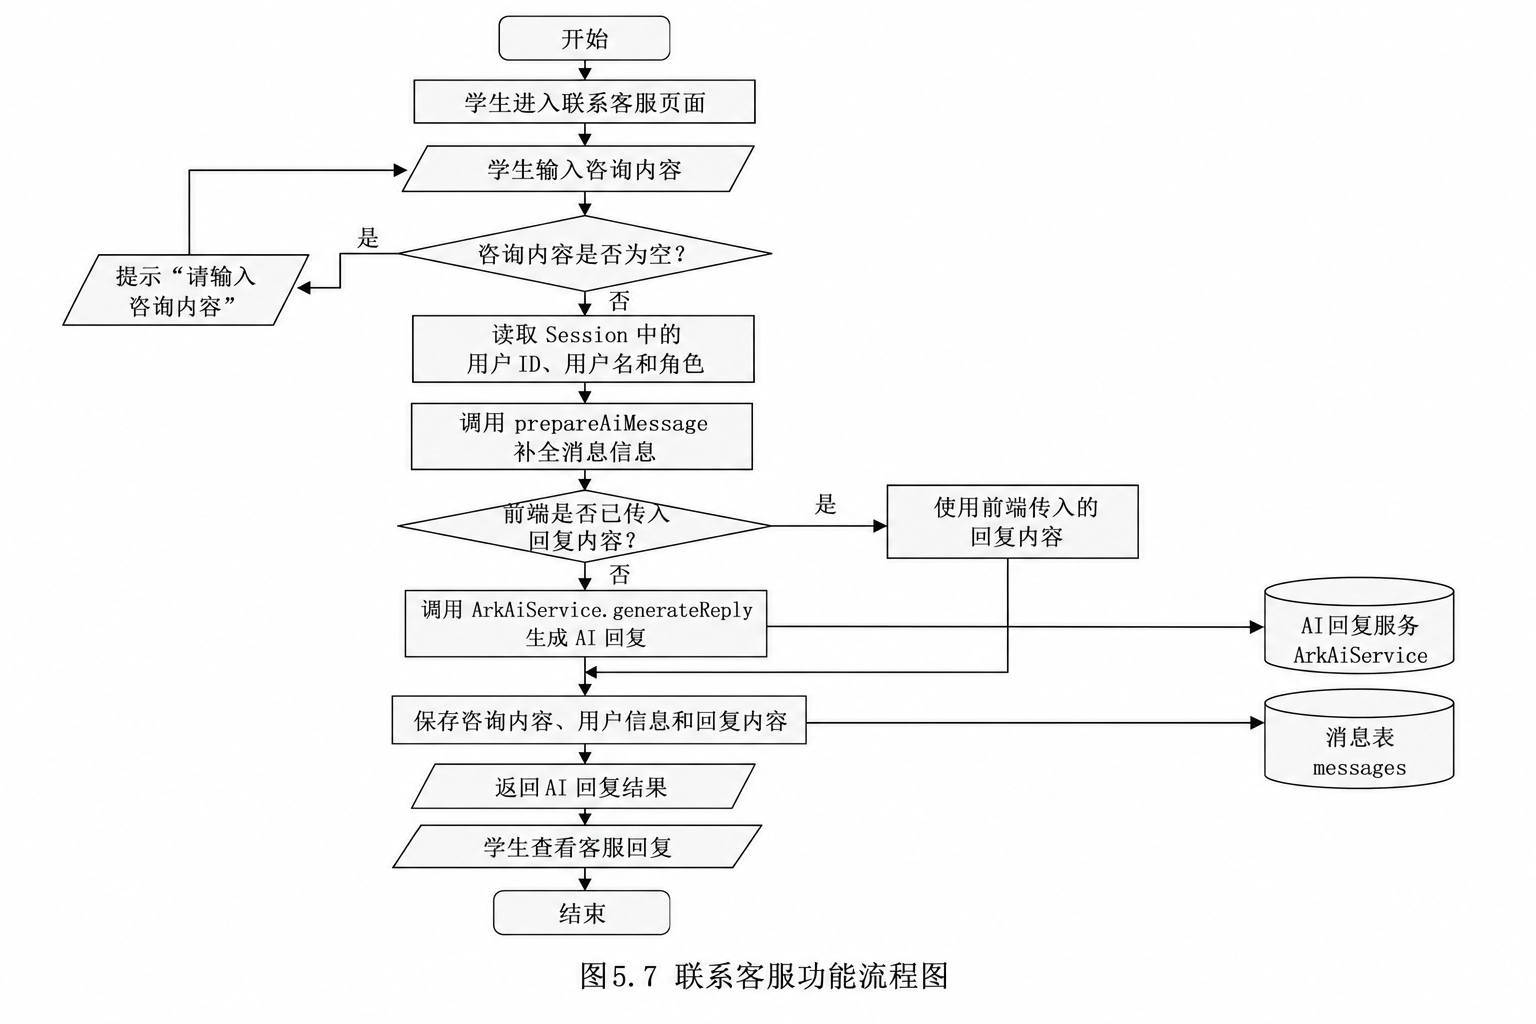 开始
学生进入联系客服页面
学生输入咨询内容
咨询内容是否为空？
是
提示“请输入
咨询内容”
否
读取 Session 中的
用户 ID、用户名和角色
调用 prepareAiMessage
补全消息信息
前端是否已传入
回复内容？
是
使用前端传入的
回复内容
否
调用 ArkAiService.generateReply
生成 AI 回复
AI回复服务
ArkAiService
保存咨询内容、用户信息和回复内容
消息表
messages
返回AI 回复结果
学生查看客服回复
结束
图5.7 联系客服功能流程图